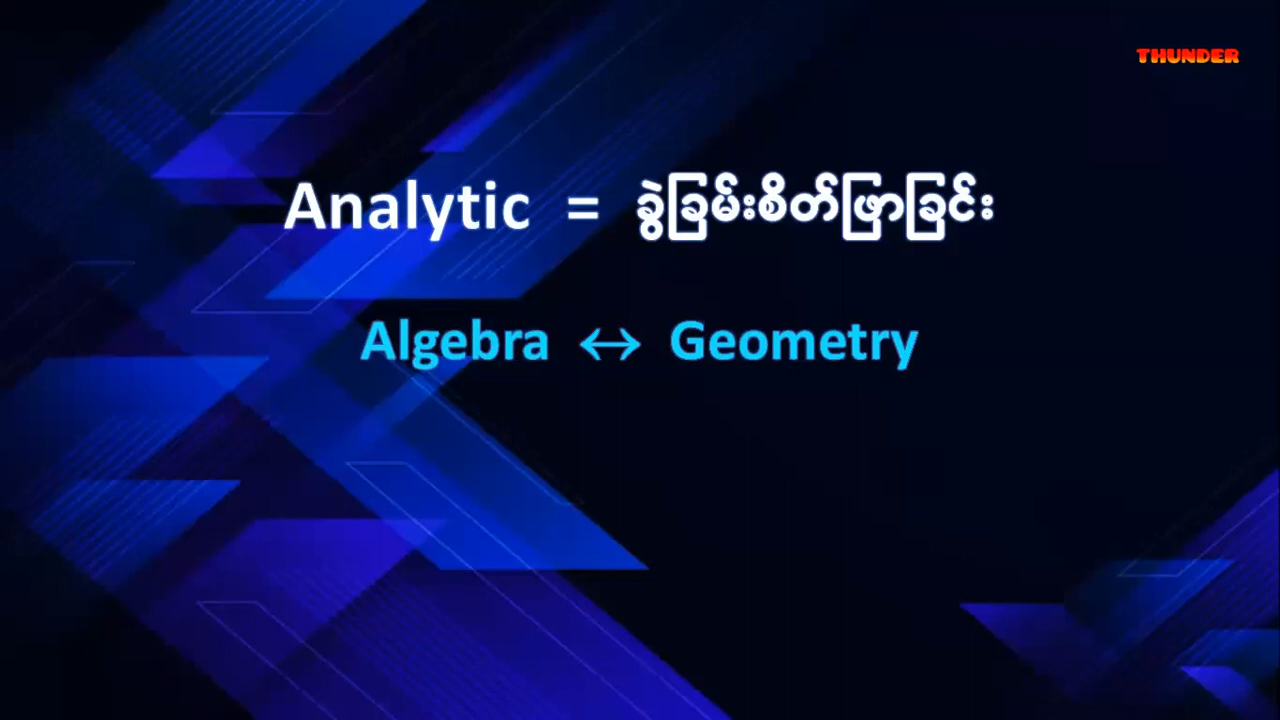 THUNDER
Analytic = ခွဲခြမ်းစိတ်ဖြာခြင်း
Algebra ↔ Geometry